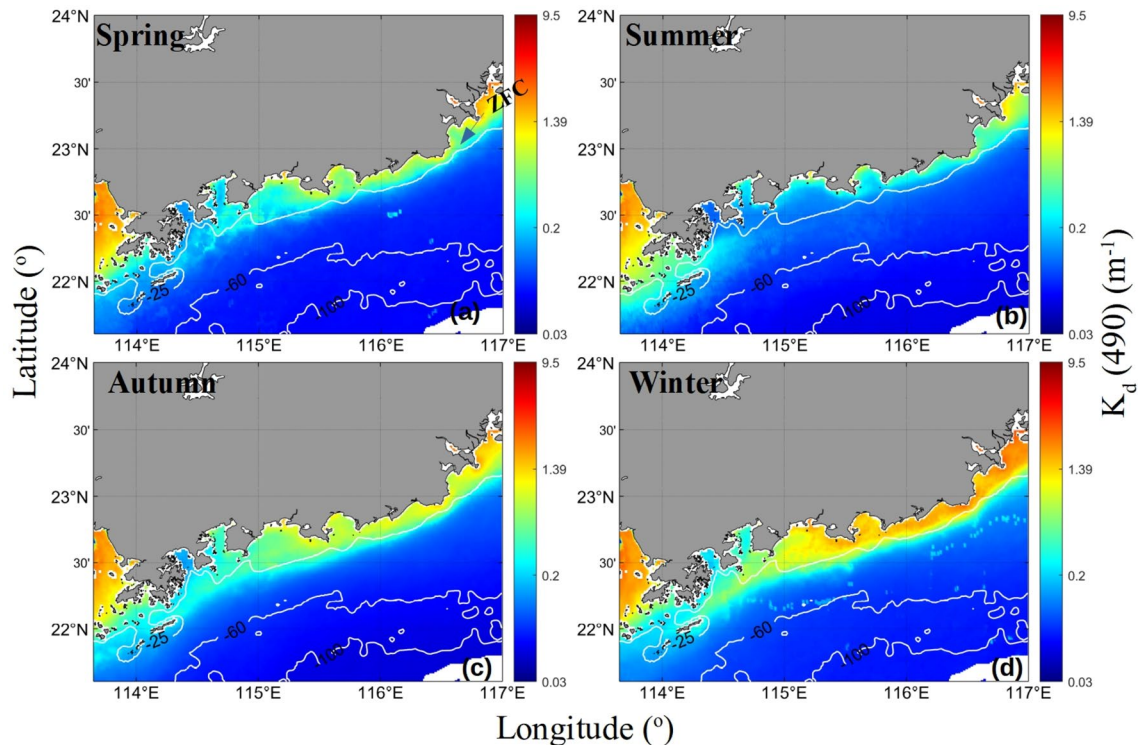 Spring
24°N
30'
23°N
30'
22°N
114°E
115°E
116°E
117°E
ZFC
-25
-60
-100
(a)
9.5
1.39
0.2
0.03
Summer
24°N
30'
23°N
30'
22°N
114°E
115°E
116°E
117°E
-25
-60
-100
(b)
9.5
1.39
0.2
0.03
Autumn
24°N
30'
23°N
30'
22°N
114°E
115°E
116°E
117°E
-25
-60
-100
(c)
9.5
1.39
0.2
0.03
Winter
24°N
30'
23°N
30'
22°N
114°E
115°E
116°E
117°E
-25
-60
-100
(d)
9.5
1.39
0.2
0.03
Latitude (°)
Longitude (°)
K_d (490) (m⁻¹)